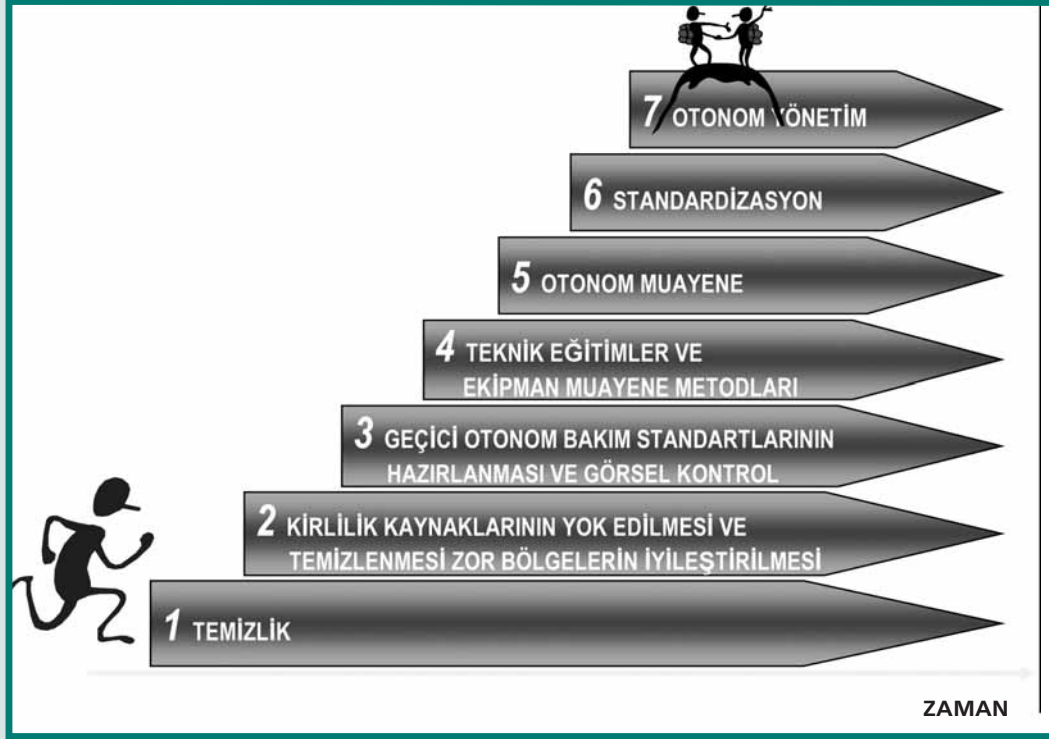 7 OTONOM YÖNETİM
6 STANDARDİZASYON
5 OTONOM MUAYENE
4 TEKNİK EĞİTİMLER VE
EKİPMAN MUAYENE METODLARI
3 GEÇİCİ OTONOM BAKIM STANDARTLARININ
HAZIRLANMASI VE GÖRSEL KONTROL
2 KİRLİLİK KAYNAKLARININ YOK EDİLMESİ VE
TEMİZLENMESİ ZOR BÖLGELERİN İYİLEŞTİRİLMESİ
1 TEMİZLİK
ZAMAN